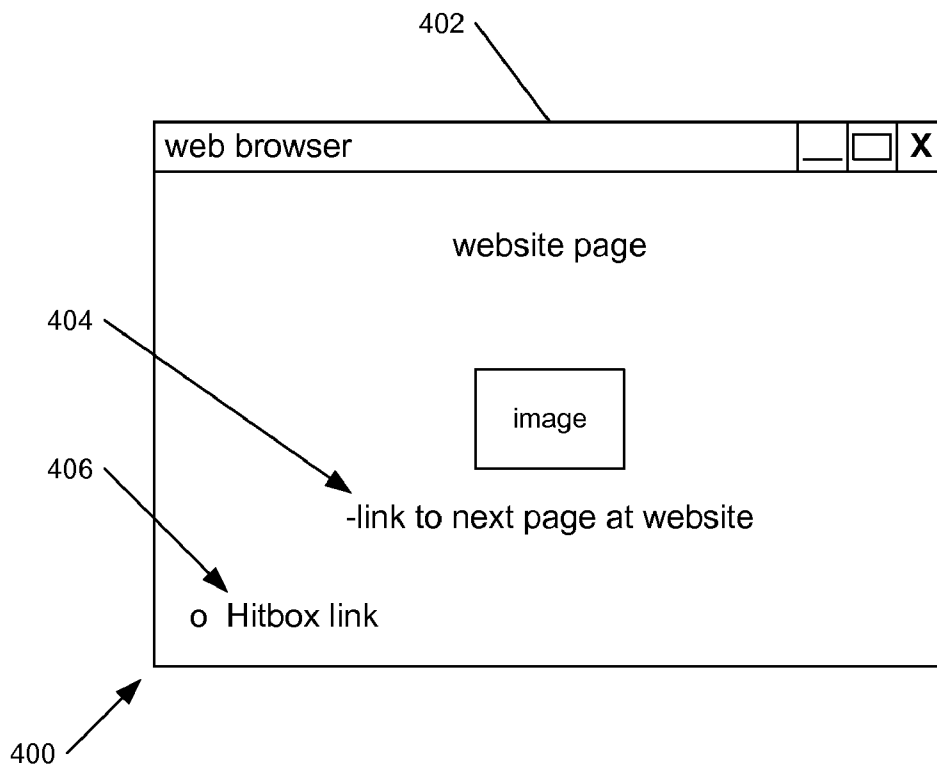 402
web browser X
website page
404
image
406
-link to next page at website
o Hitbox link
400